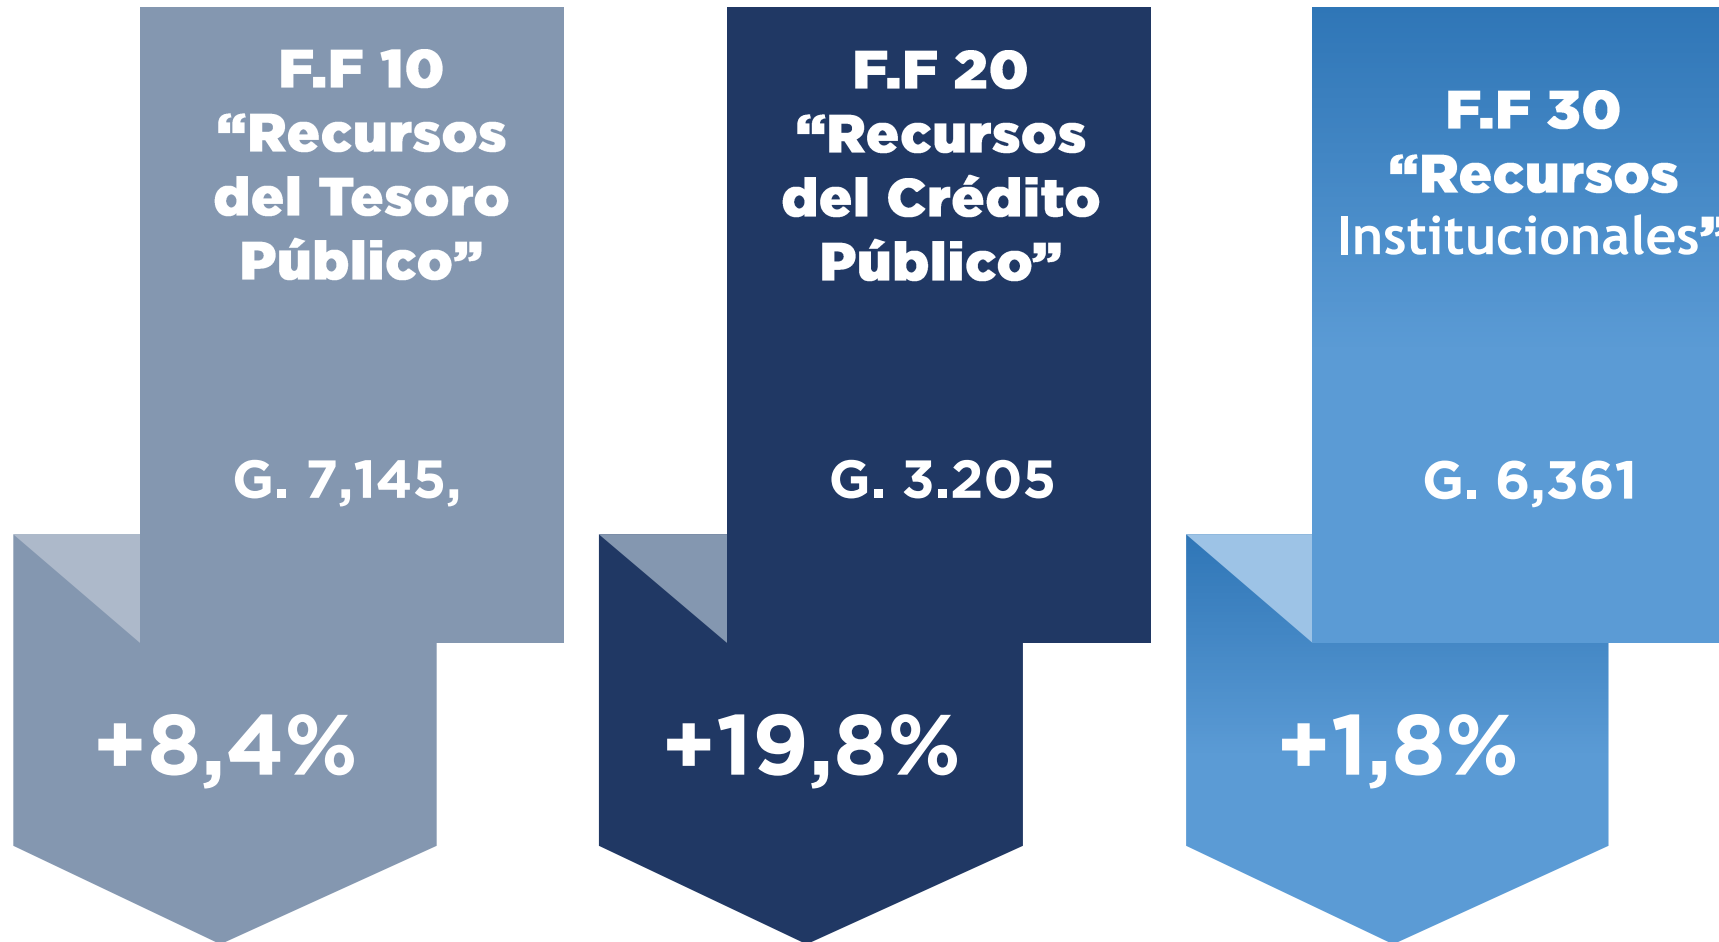 F.F 10
“Recursos
del Tesoro
Público”
G. 7,145,
+8,4%
F.F 20
“Recursos
del Crédito
Público”
G. 3.205
+19,8%
F.F 30
“Recursos
Institucionales”
G. 6,361
+1,8%